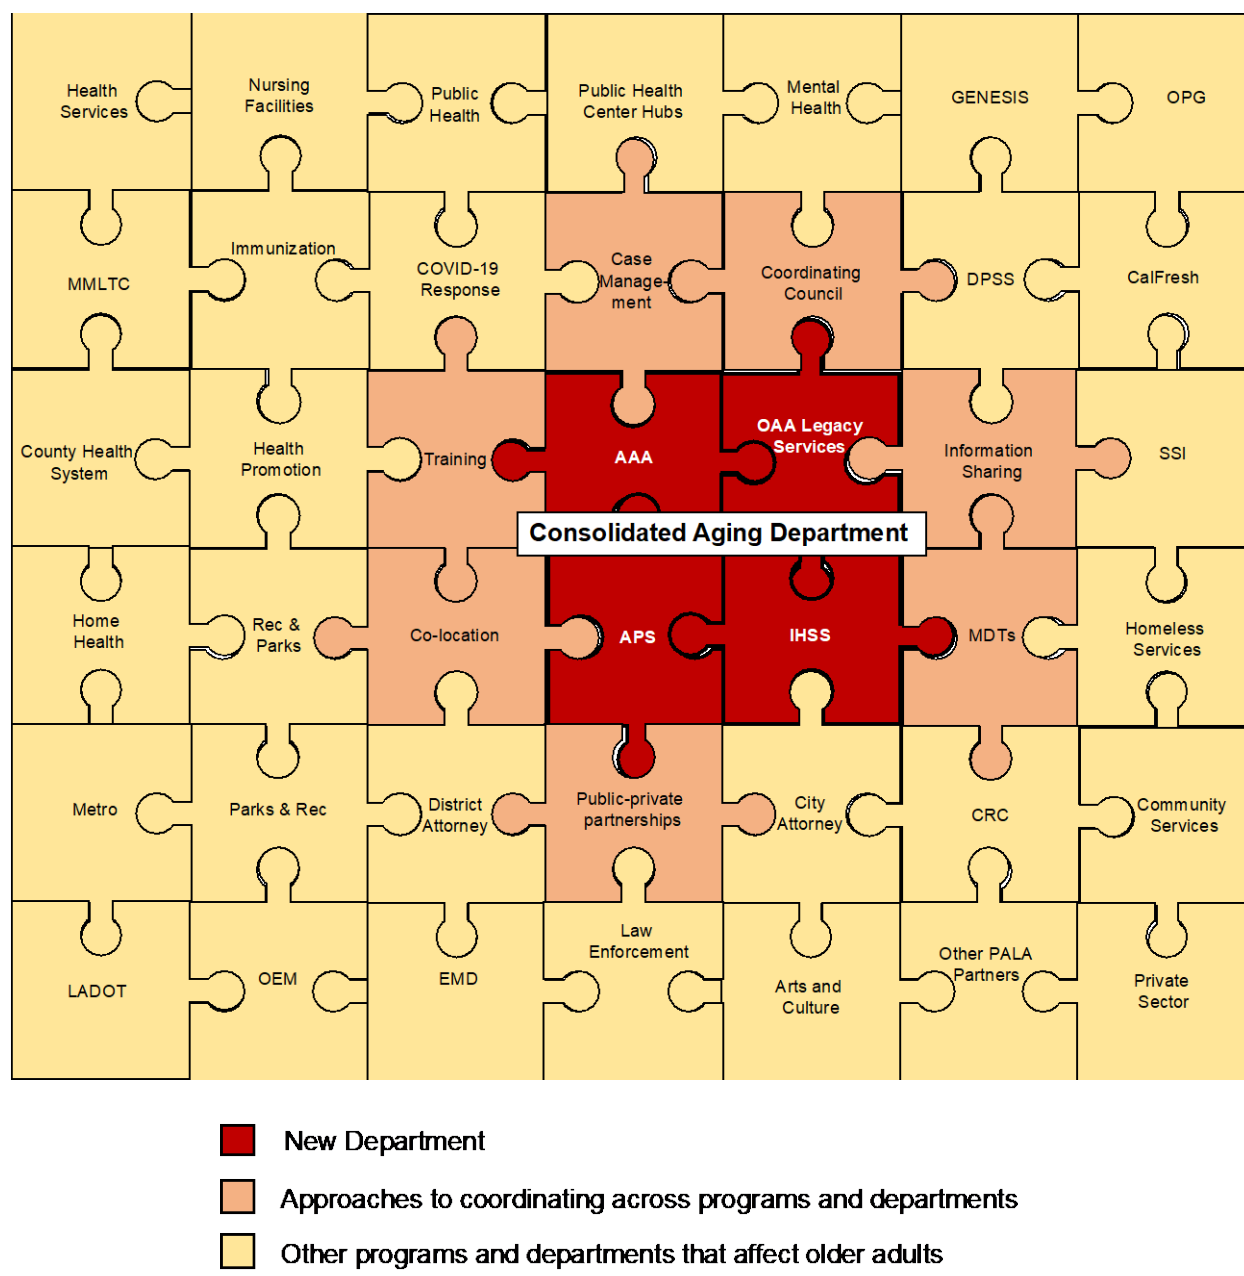 Health
Services
Nursing
Facilities
Public
Health
Public Health
Center Hubs
Mental
Health
GENESIS
OPG
MMLTC
Immunization
COVID-19
Response
Case
Manage-
ment
Coordinating
Council
DPSS
CalFresh
County Health
System
Health
Promotion
Training
AAA
OAA Legacy
Services
Information
Sharing
SSI
Consolidated Aging Department
Home
Health
Rec &
Parks
Co-location
APS
IHSS
MDTs
Homeless
Services
Metro
Parks & Rec
District
Attorney
Public-private
partnerships
City
Attorney
CRC
Community
Services
LADOT
OEM
EMD
Law
Enforcement
Arts and
Culture
Other PALA
Partners
Private
Sector
New Department
Approaches to coordinating across programs and departments
Other programs and departments that affect older adults